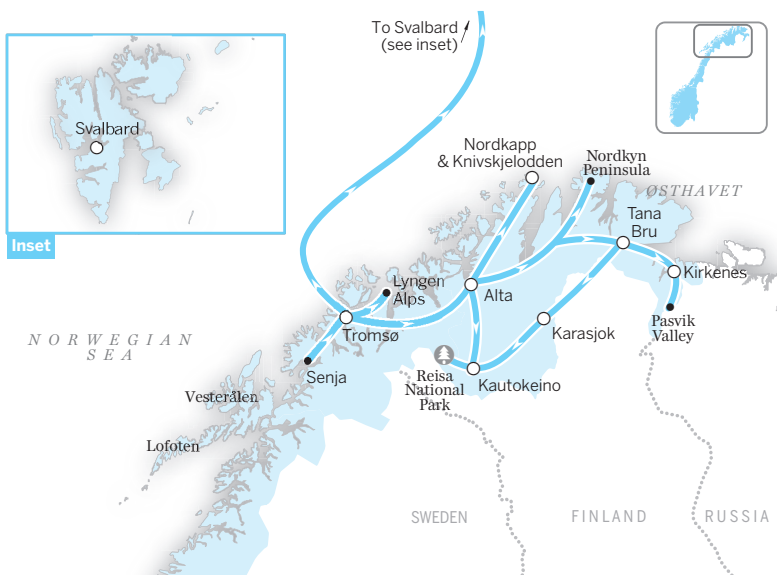 To Svalbard
(see inset)
Svalbard
Inset
Nordkapp
& Knivskjelodden
Nordkyn
Peninsula
ØSTHAVET
Tana
Bru
Kirkenes
Lyngen
Alps
Alta
Tromsø
Karasjok
Pasvik
Valley
NORWEGIAN
SEA
Senja
Reisa
National
Park
Kautokeino
Vesterålen
Lofoten
SWEDEN
FINLAND
RUSSIA